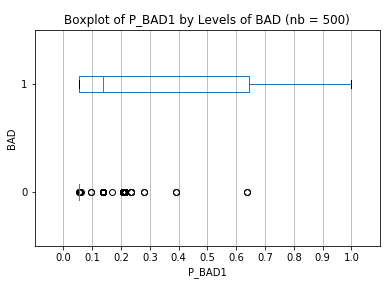 Boxplot of P_BAD1 by Levels of BAD (nb = 500)
1
BAD
0
0.0 0.1 0.2 0.3 0.4 0.5 0.6 0.7 0.8 0.9 1.0
P_BAD1